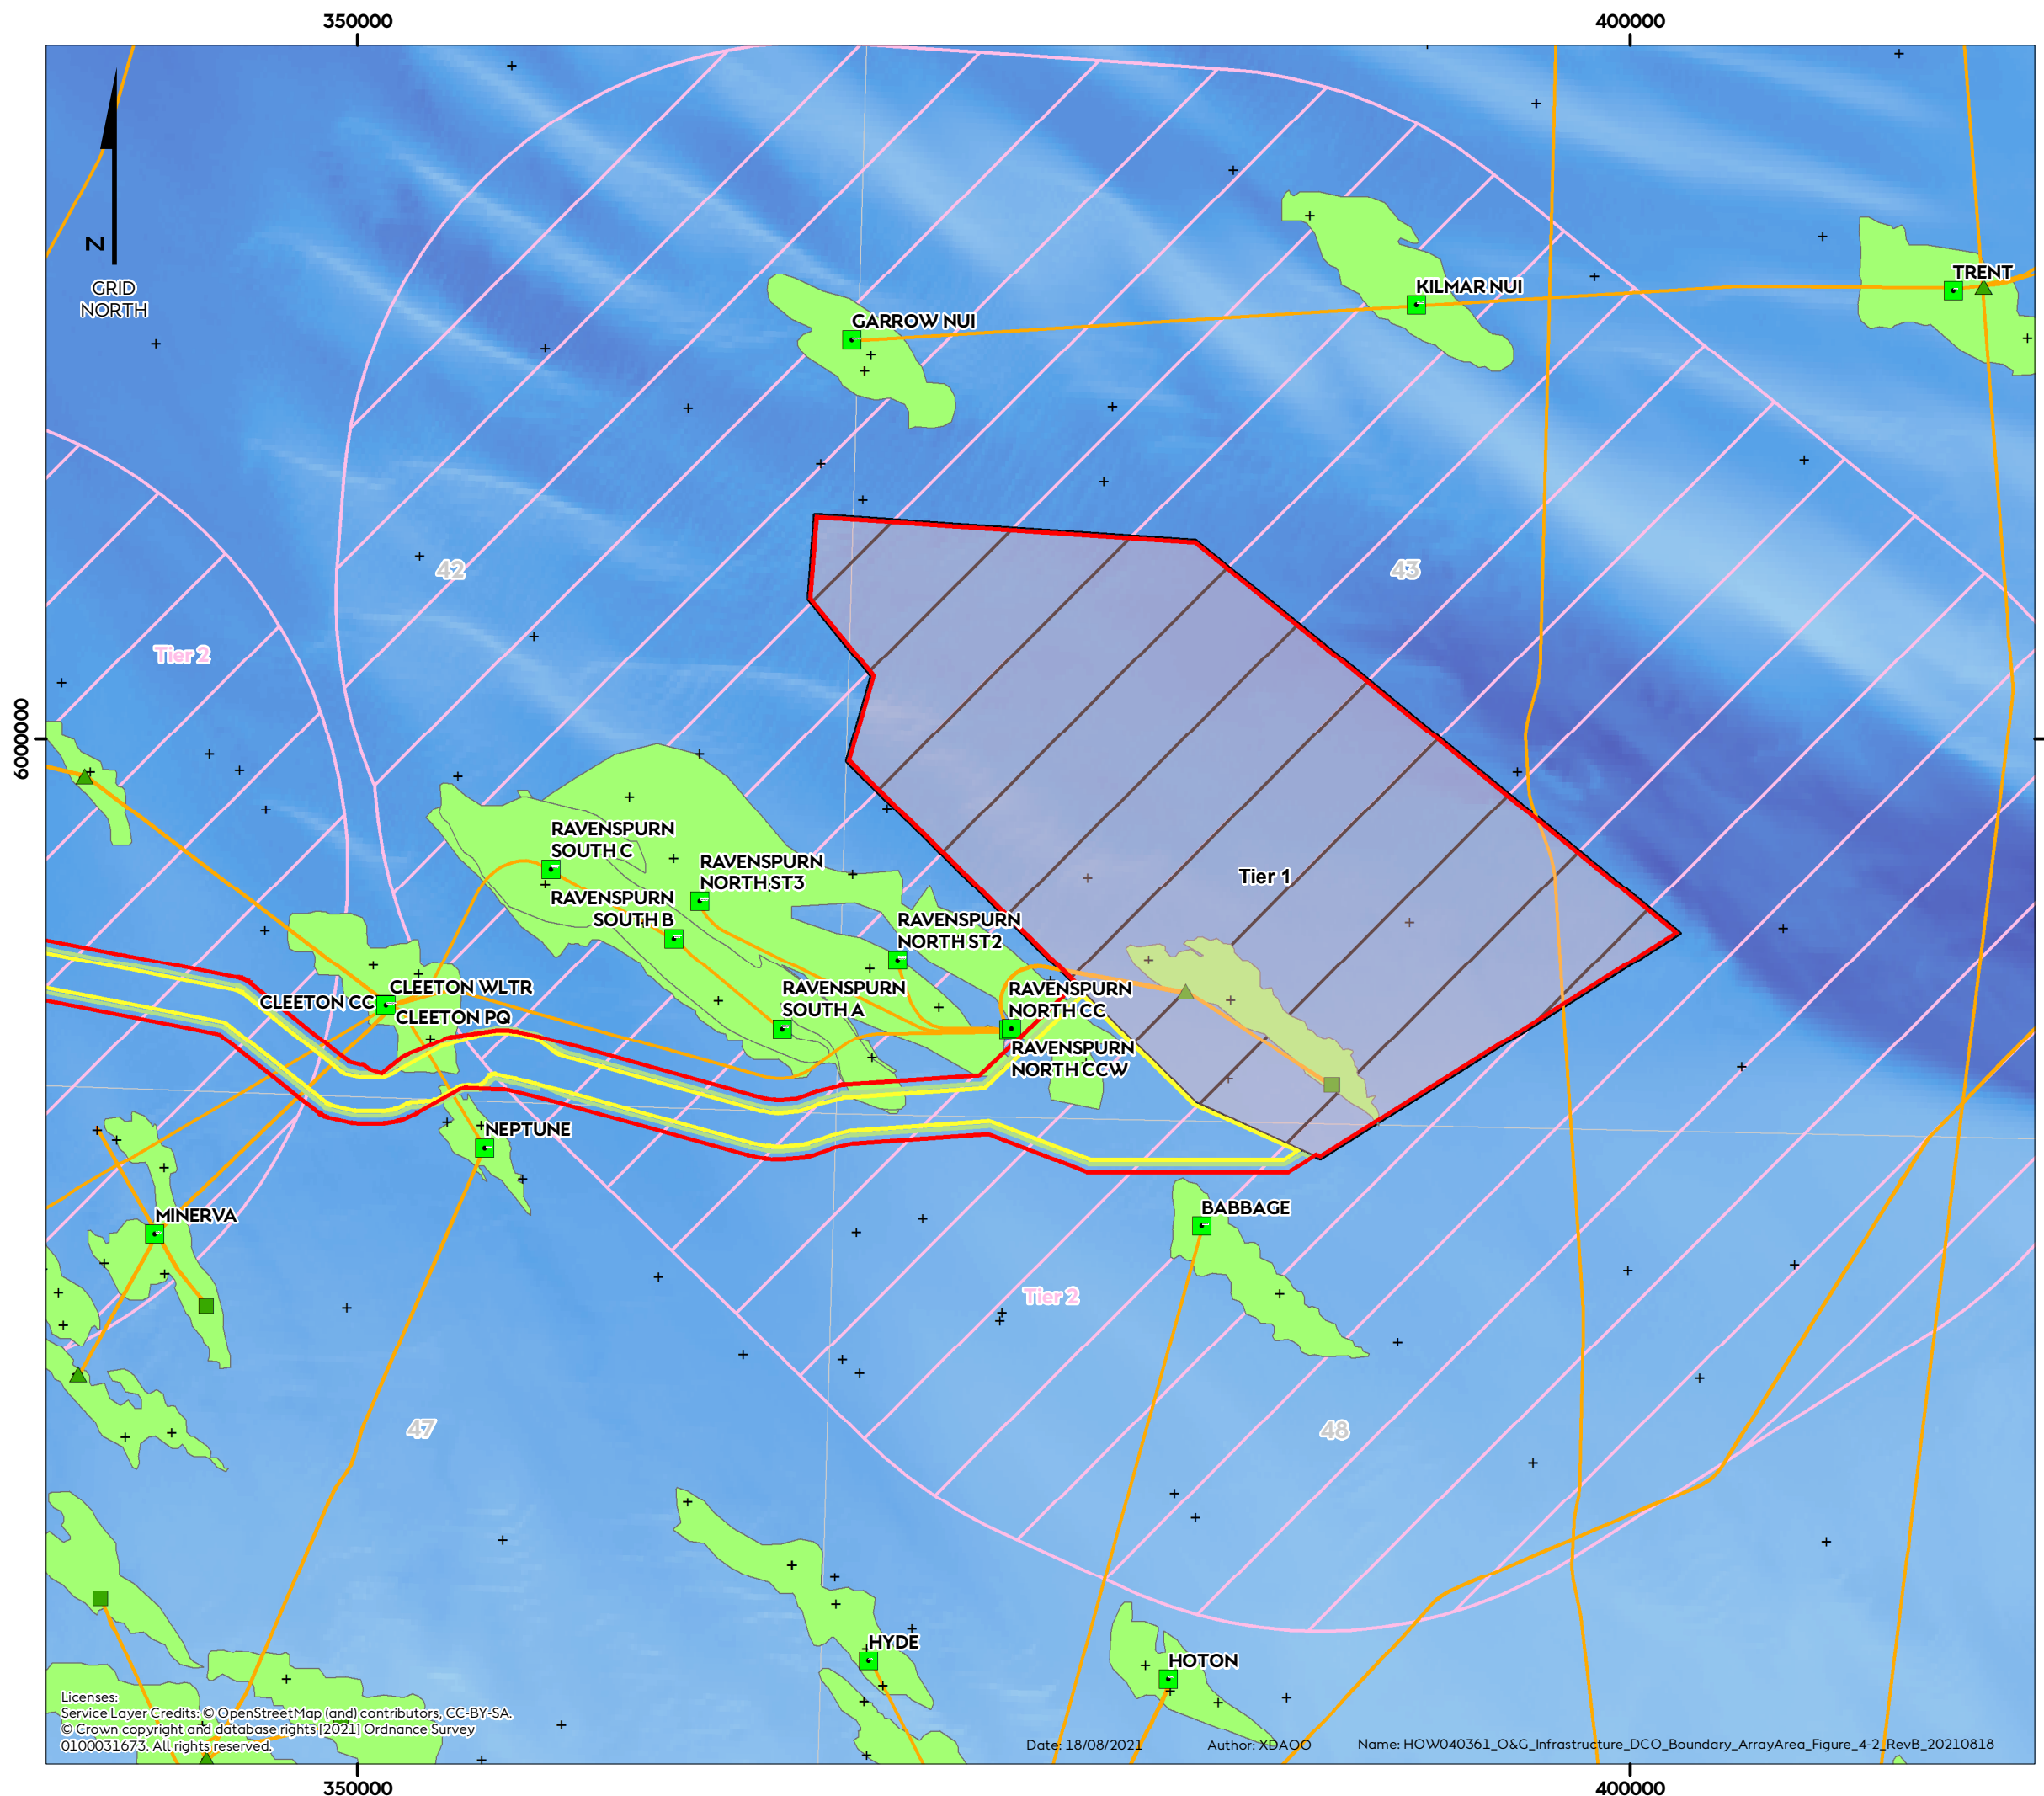 350000
400000
N
GRID
NORTH
KILMAR NUI
TRENT
GARROW NUI
42
43
Tier 2
6000000
RAVENSPURN
SOUTH C
RAVENSPURN
NORTH ST3
Tier 1
RAVENSPURN
SOUTH B
RAVENSPURN
NORTH ST2
CLEETON WLTR
CLEETON CC
CLEETON PQ
RAVENSPURN
SOUTH A
RAVENSPURN
NORTH CC
RAVENSPURN
NORTH CCW
NEPTUNE
MINERVA
BABBAGE
Tier 2
47
48
HYDE
HOTON
Licenses:
Service Layer Credits: © OpenStreetMap (and) contributors, CC-BY-SA.
© Crown copyright and database rights [2021] Ordnance Survey
0100031673. All rights reserved.
Date: 18/08/2021
Author: XDAOO
Name: HOW040361_O&G_Infrastructure_DCO_Boundary_ArrayArea_Figure_4-2_RevB_20210818
350000
400000